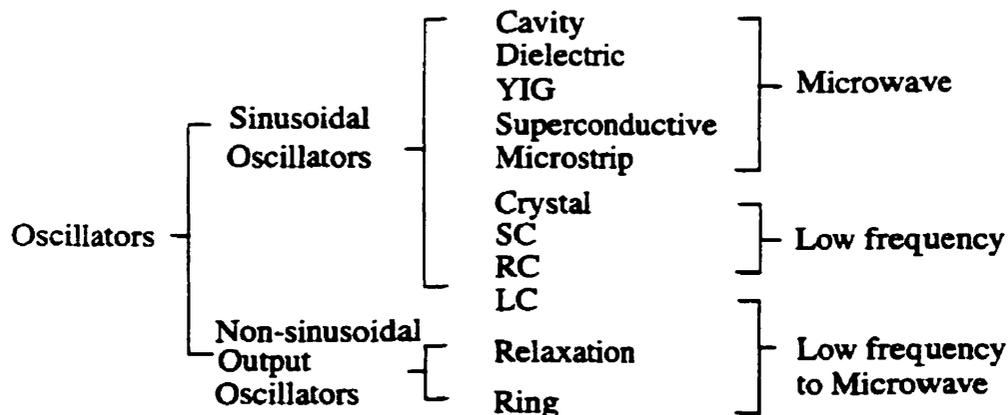 Oscillators
Sinusoidal
Oscillators
Non-sinusoidal
Output
Oscillators
Cavity
Dielectric
YIG
Superconductive
Microstrip
Crystal
SC
RC
LC
Relaxation
Ring
Microwave
Low frequency
Low frequency
to Microwave